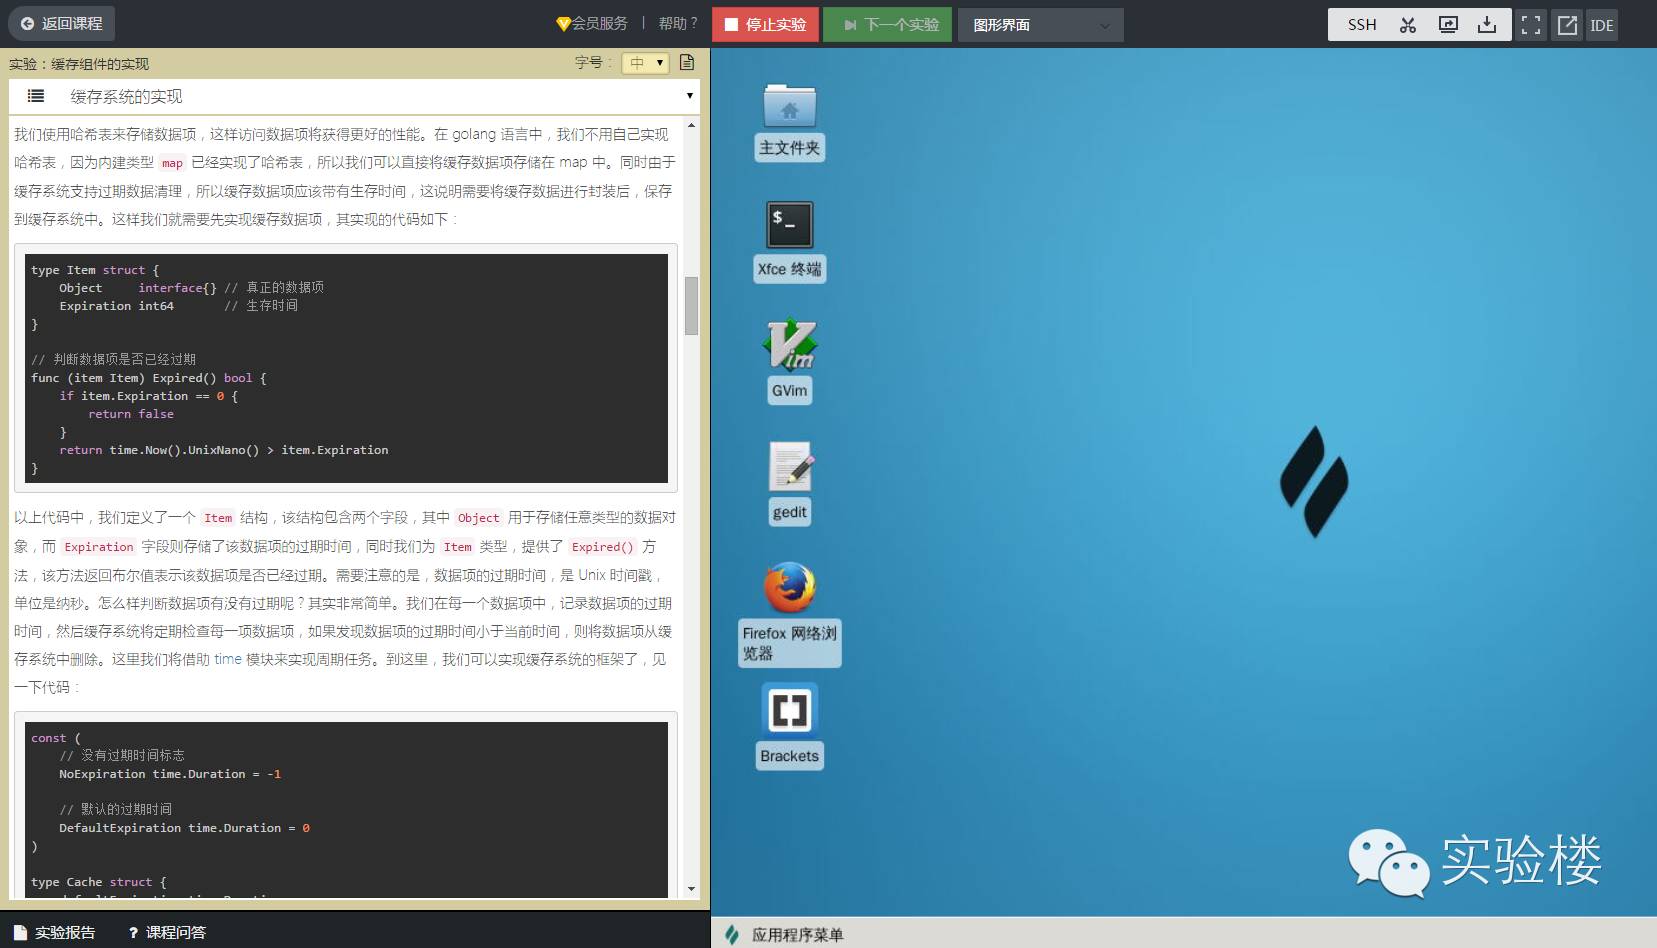 返回课程
会员服务 | 帮助 ?
停止实验
下一个实验
图形界面
SSH
IDE
实验：缓存组件的实现
字号：
中
缓存系统的实现
我们使用哈希表来存储数据项，这样访问数据项将获得更好的性能。在 golang 语言中，我们不用自己实现
哈希表，因为内建类型 map 已经实现了哈希表，所以我们可以直接将缓存数据项存储在 map 中。同时由于
缓存系统支持过期数据清理，所以缓存数据项应该带有生存时间，这说明需要将缓存数据进行封装后，保存
到缓存系统中。这样我们就需要先实现缓存数据项，其实现的代码如下：
type Item struct {
    Object     interface{} // 真正的数据项
    Expiration int64       // 生存时间
}
// 判断数据项是否已经过期
func (item Item) Expired() bool {
    if item.Expiration == 0 {
        return false
    }
    return time.Now().UnixNano() > item.Expiration
}
以上代码中，我们定义了一个 Item 结构，该结构包含两个字段，其中 Object 用于存储任意类型的数据对
象，而 Expiration 字段则存储了该数据项的过期时间，同时我们为 Item 类型，提供了 Expired() 方
法，该方法返回布尔值表示该数据项是否已经过期。需要注意的是，数据项的过期时间，是 Unix 时间戳，
单位是纳秒。怎么样判断数据项有没有过期呢？其实非常简单。我们在每一个数据项中，记录数据项的过期
时间，然后缓存系统将定期检查每一项数据项，如果发现数据项的过期时间小于当前时间，则将数据项从缓
存系统中删除。这里我们将借助 time 模块来实现周期任务。到这里，我们可以实现缓存系统的框架了，见
一下代码：
const (
    // 没有过期时间标志
    NoExpiration time.Duration = -1
    // 默认的过期时间
    DefaultExpiration time.Duration = 0
)
type Cache struct {
实验报告
? 课程问答
主文件夹
$_
Xfce 终端
Vim
GVim
gedit
Firefox 网络浏
览器
Brackets
实验楼
应用程序菜单